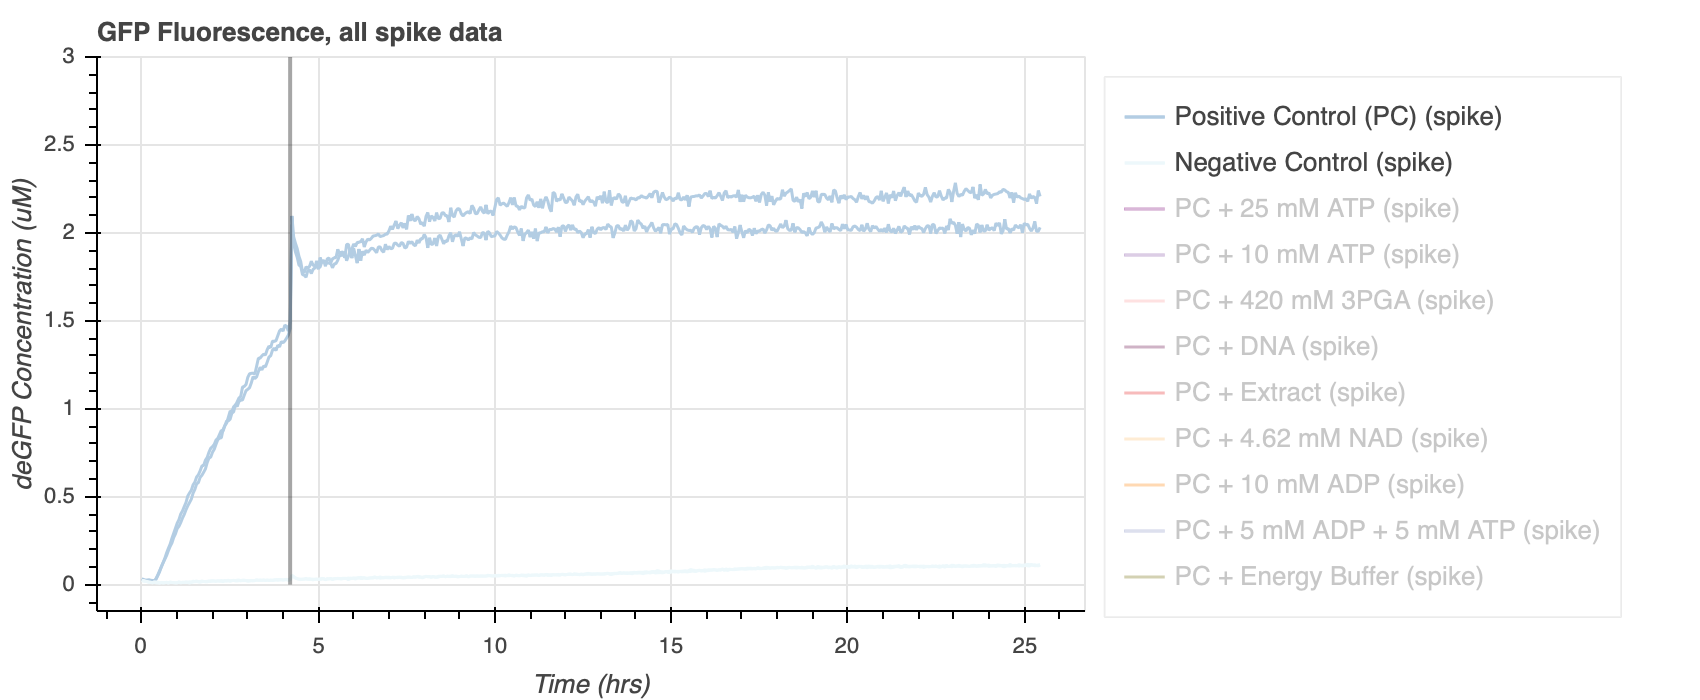 GFP Fluorescence, all spike data
3
2.5
2
1.5
1
0.5
0
deGFP Concentration (uM)
0
5
10
15
20
25
Time (hrs)
Positive Control (PC) (spike)
Negative Control (spike)
PC + 25 mM ATP (spike)
PC + 10 mM ATP (spike)
PC + 420 mM 3PGA (spike)
PC + DNA (spike)
PC + Extract (spike)
PC + 4.62 mM NAD (spike)
PC + 10 mM ADP (spike)
PC + 5 mM ADP + 5 mM ATP (spike)
PC + Energy Buffer (spike)